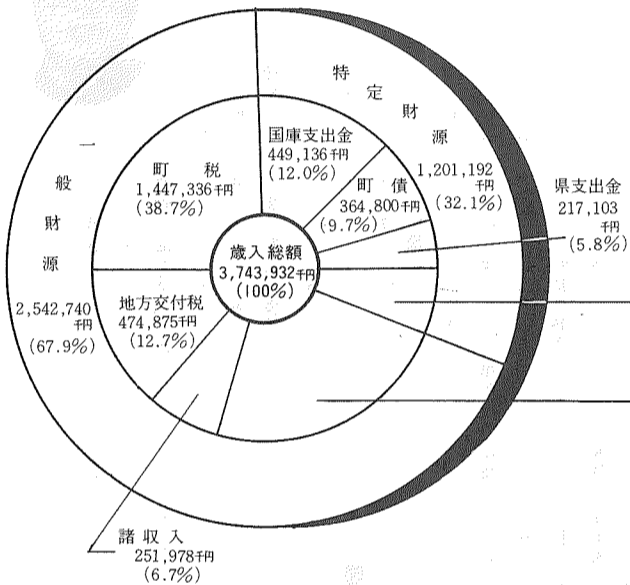 特定財源
1,201,192
千円
(32.1%)
一般財源
2,542,740
千円
(67.9%)
国庫支出金
449,136千円
(12.0%)
町債
364,800千円
(9.7%)
県支出金
217,103
千円
(5.8%)
町税
1,447,336千円
(38.7%)
歳入総額
3,743,932千円
(100%)
地方交付税
474,875千円
(12.7%)
諸収入
251,978千円
(6.7%)